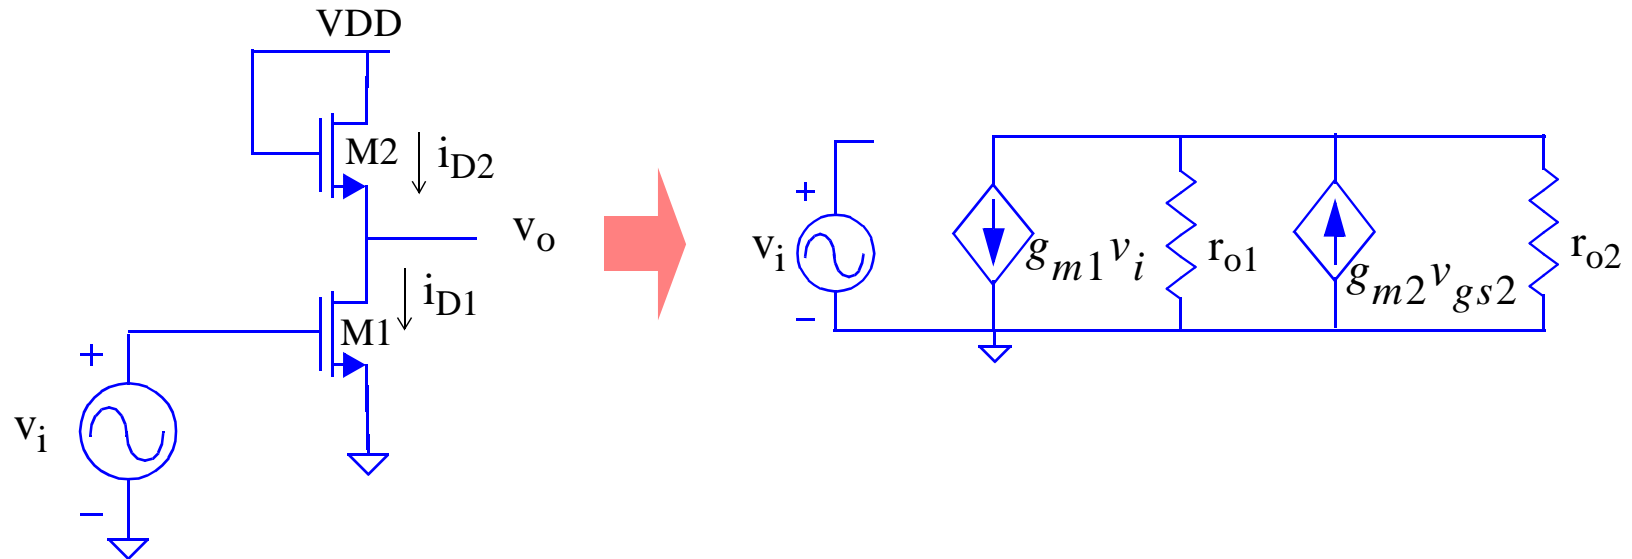 VDD
M2
iD2
vo
iD1
M1
+
vi
−
+
vi
−
gm1vi
ro1
gm2vgs2
ro2